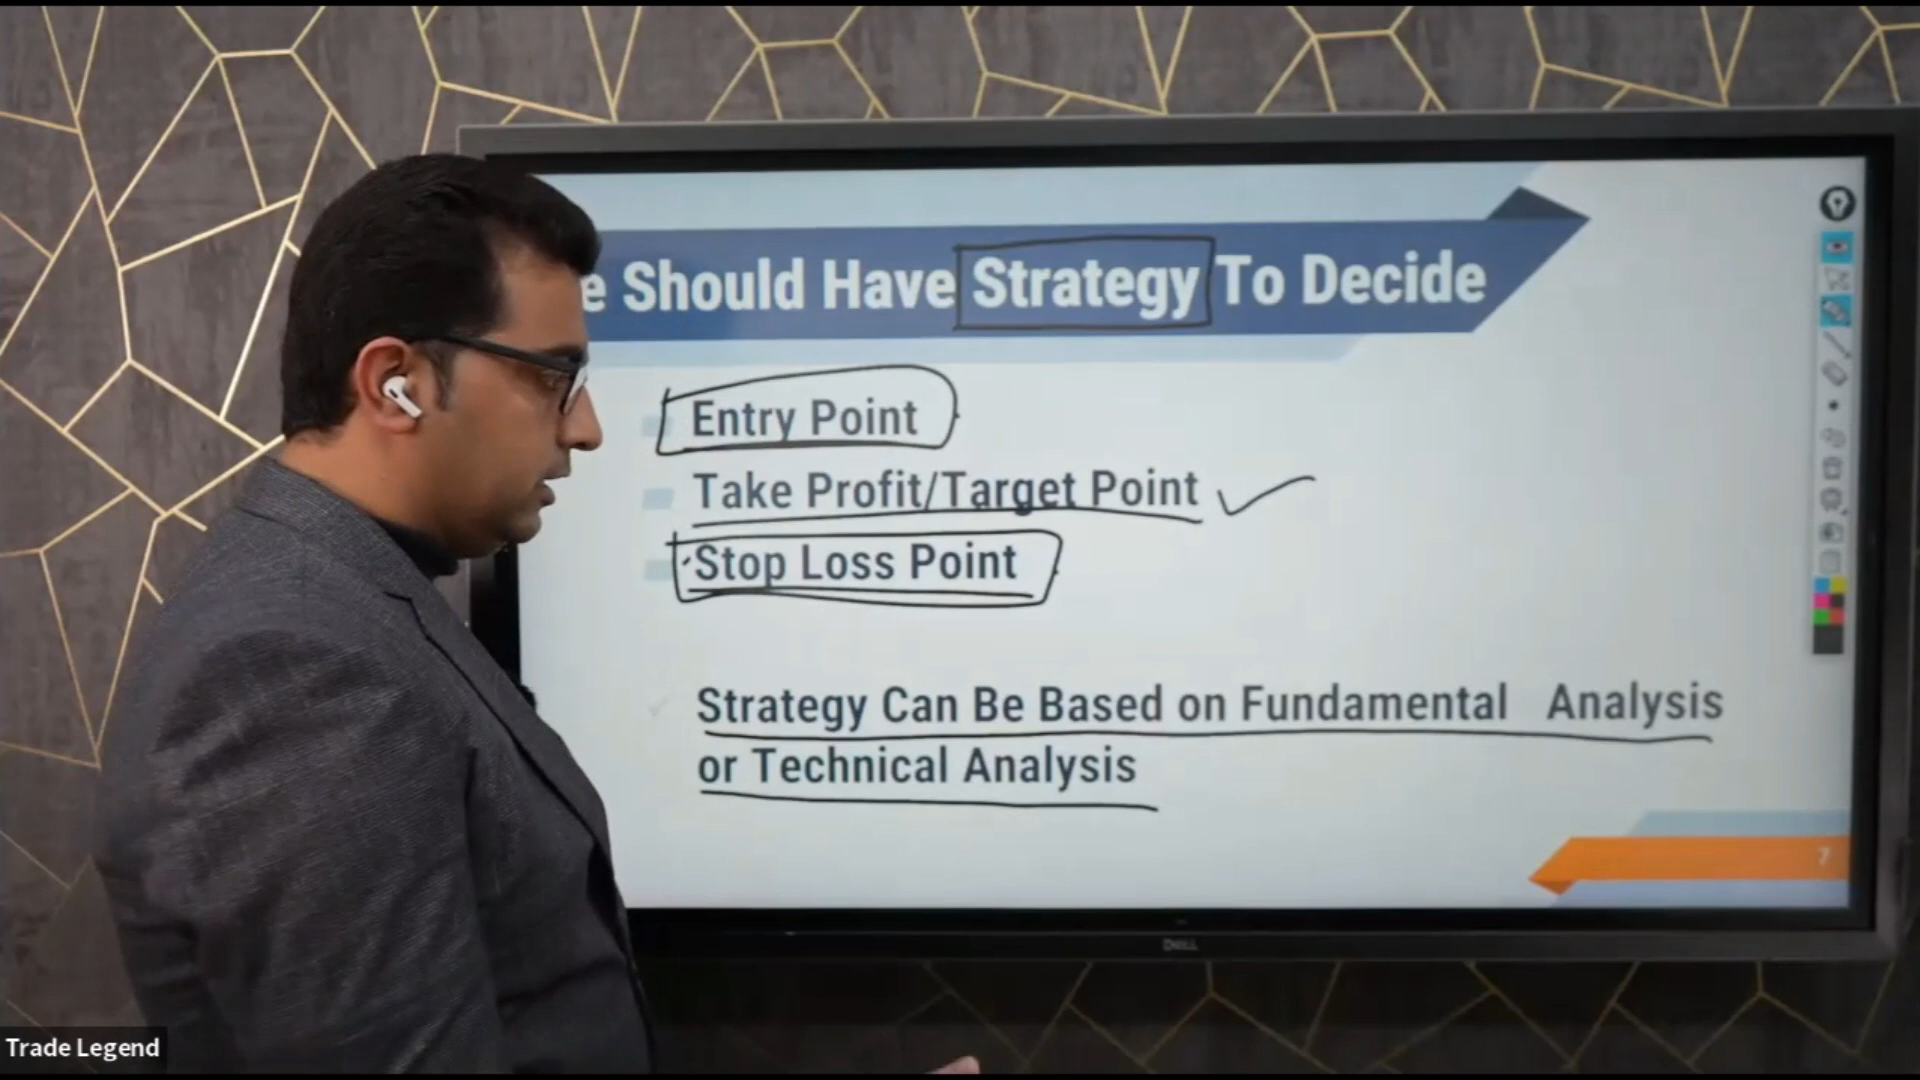 e Should Have Strategy To Decide
Entry Point
Take Profit/Target Point
Stop Loss Point
Strategy Can Be Based on Fundamental Analysis
or Technical Analysis
7
DELL
Trade Legend